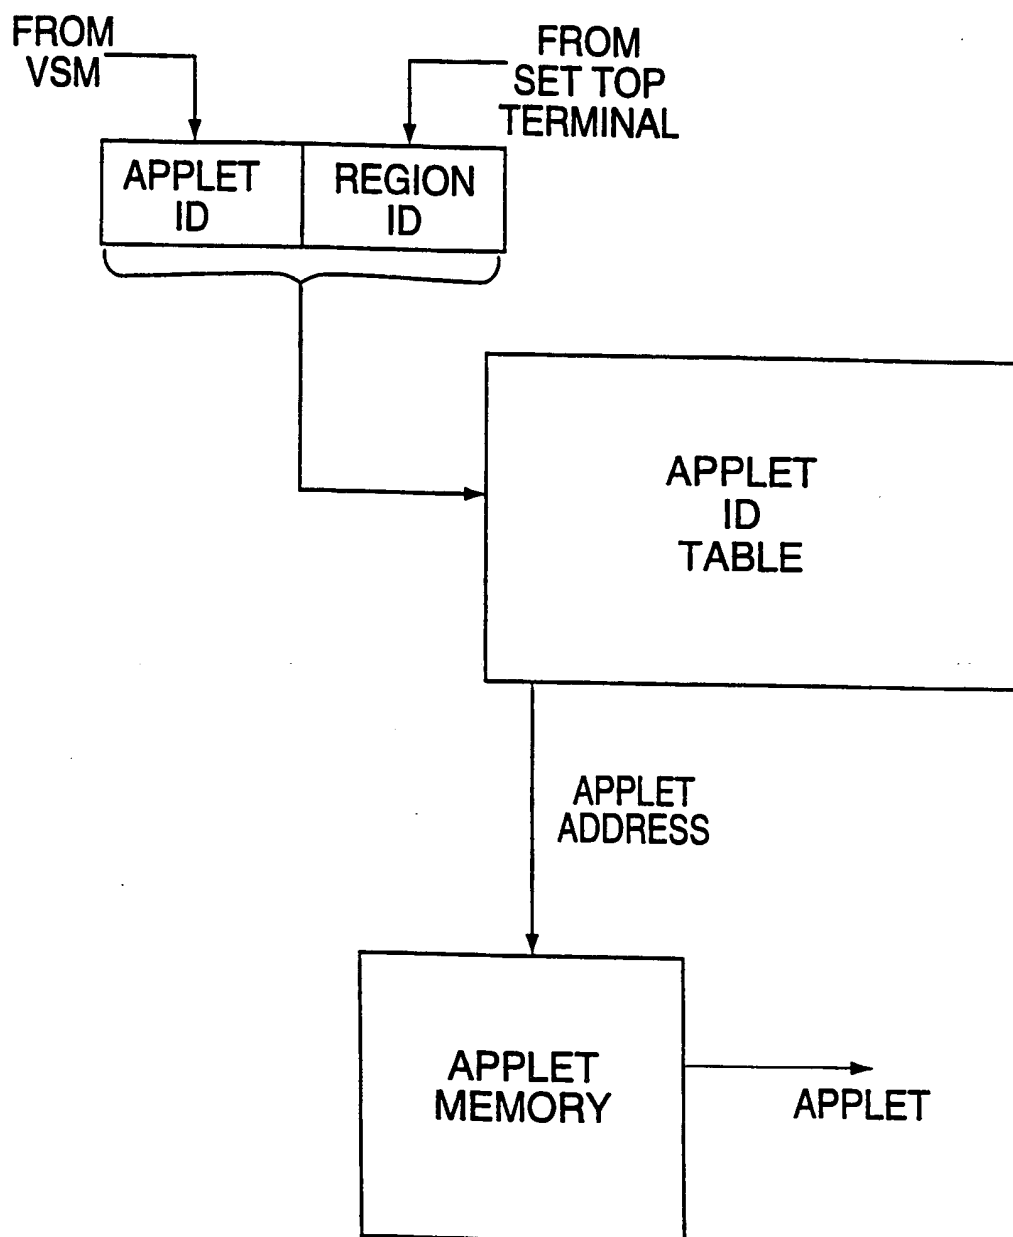 FROM
VSM
FROM
SET TOP
TERMINAL
APPLET
ID
REGION
ID
APPLET
ID
TABLE
APPLET
ADDRESS
APPLET
MEMORY
APPLET